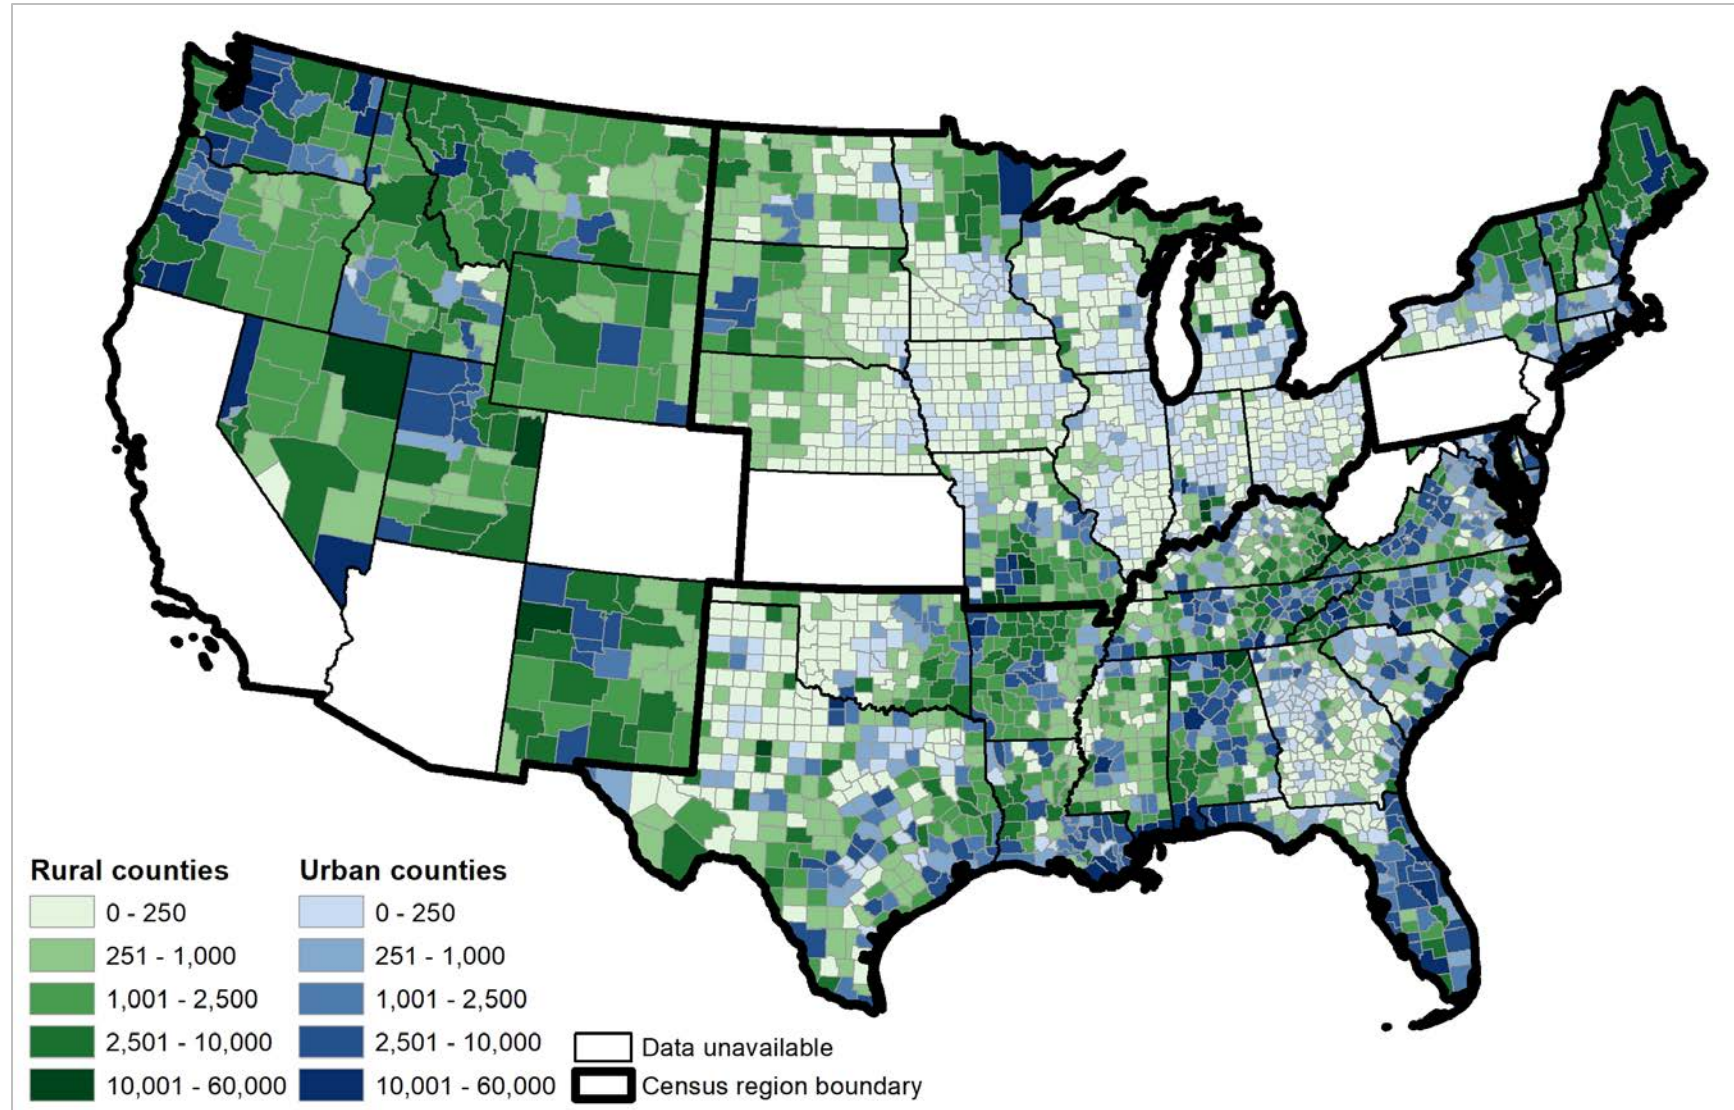 Rural counties
0 - 250
251 - 1,000
1,001 - 2,500
2,501 - 10,000
10,001 - 60,000
Urban counties
0 - 250
251 - 1,000
1,001 - 2,500
2,501 - 10,000
10,001 - 60,000
Data unavailable
Census region boundary